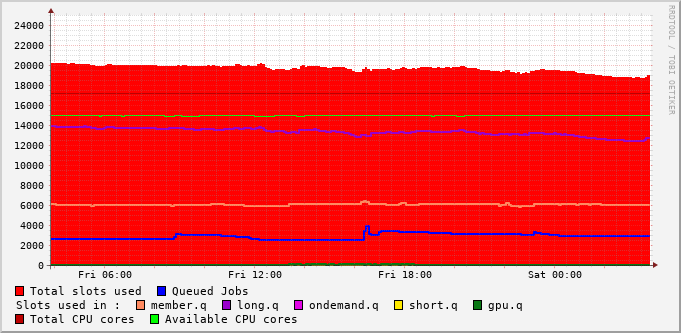 RRDTOOL / TOBI OETIKER
24000
22000
20000
18000
16000
14000
12000
10000
8000
6000
4000
2000
0
Fri 06:00 Fri 12:00 Fri 18:00 Sat 00:00
Total slots used Queued Jobs
Slots used in : member.q long.q ondemand.q short.q gpu.q
Total CPU cores Available CPU cores